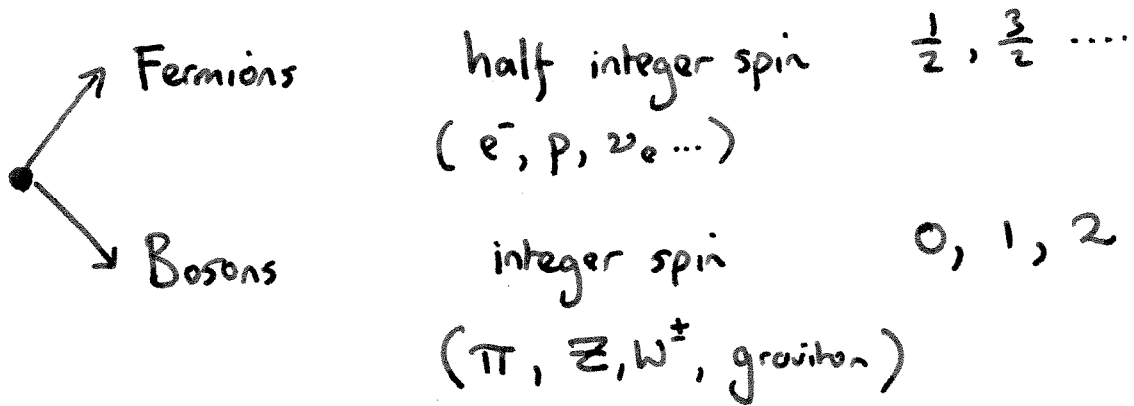 Fermions half integer spin 1/2, 3/2 ....
(e⁻, p, νₑ ...)
Bosons integer spin 0, 1, 2
(π, Z, W±, graviton)